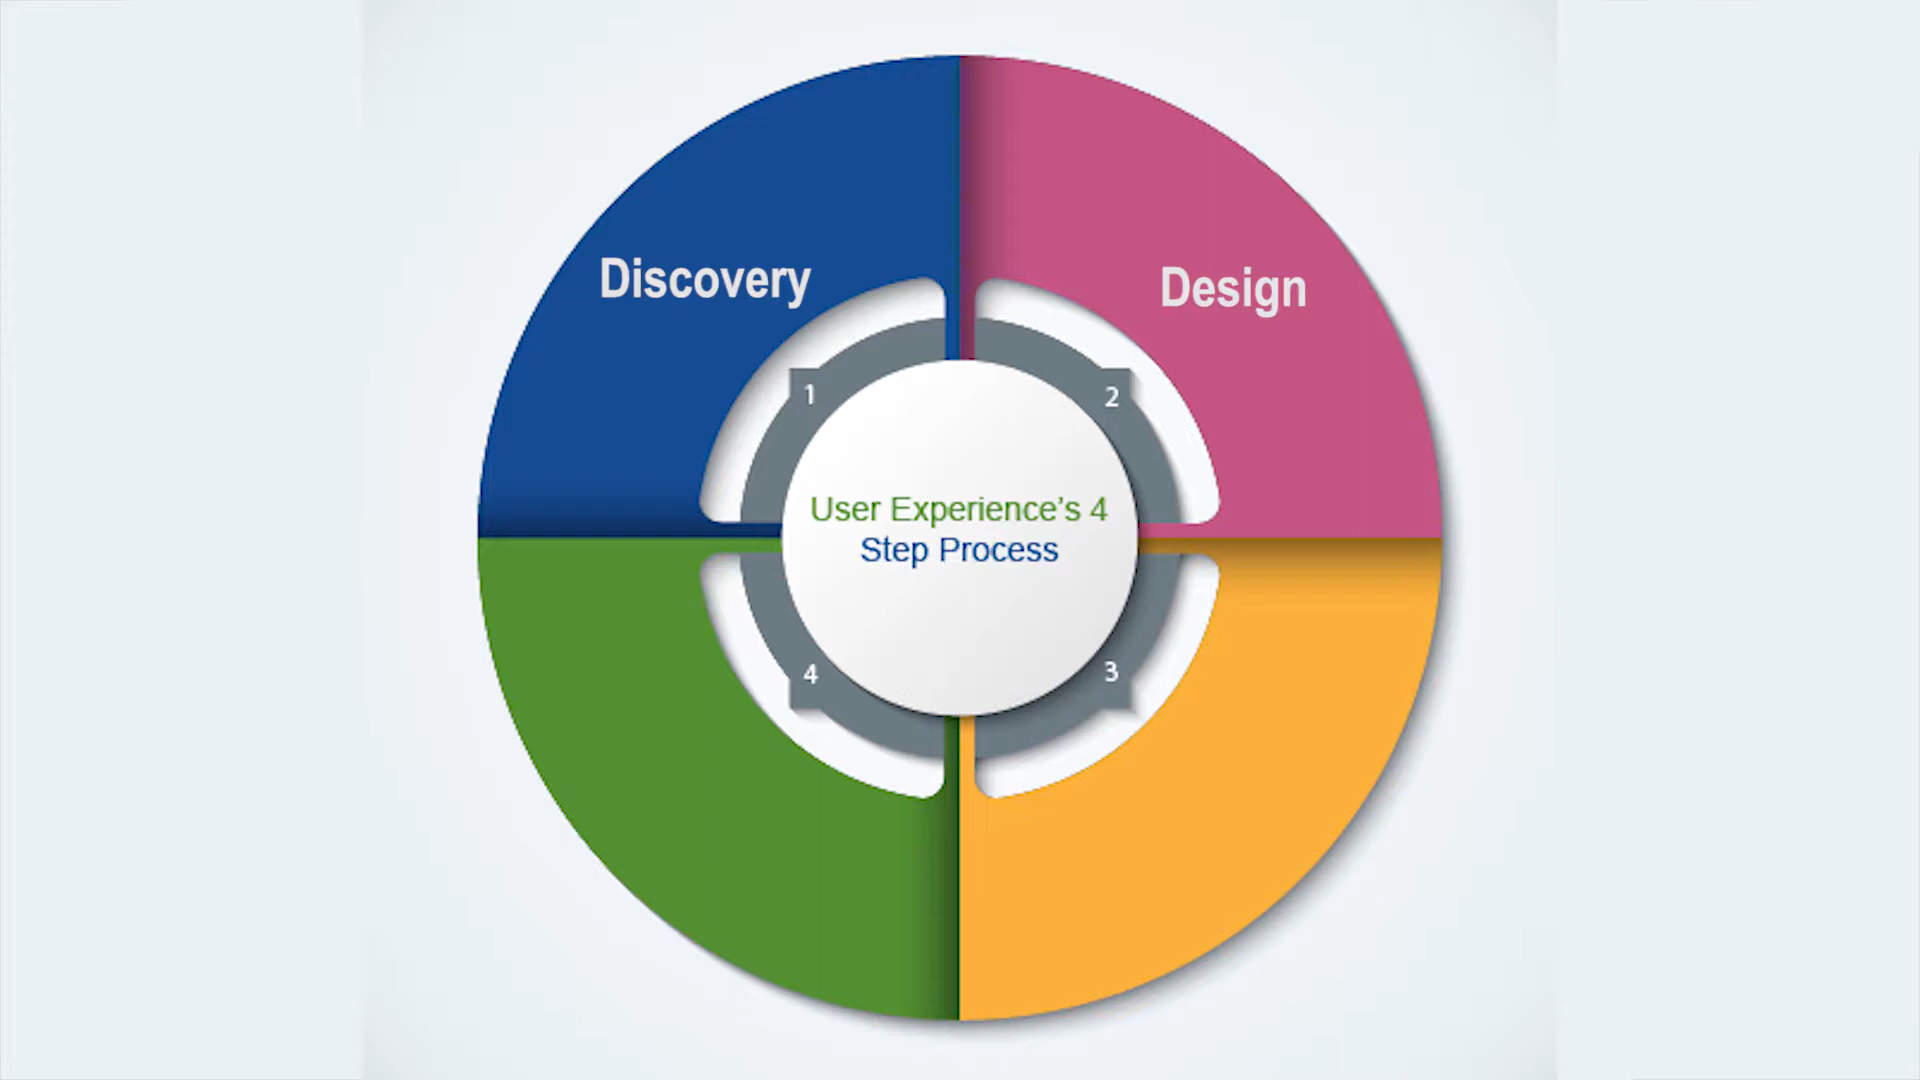 Discovery
Design
1
2
User Experience’s 4
Step Process
4
3